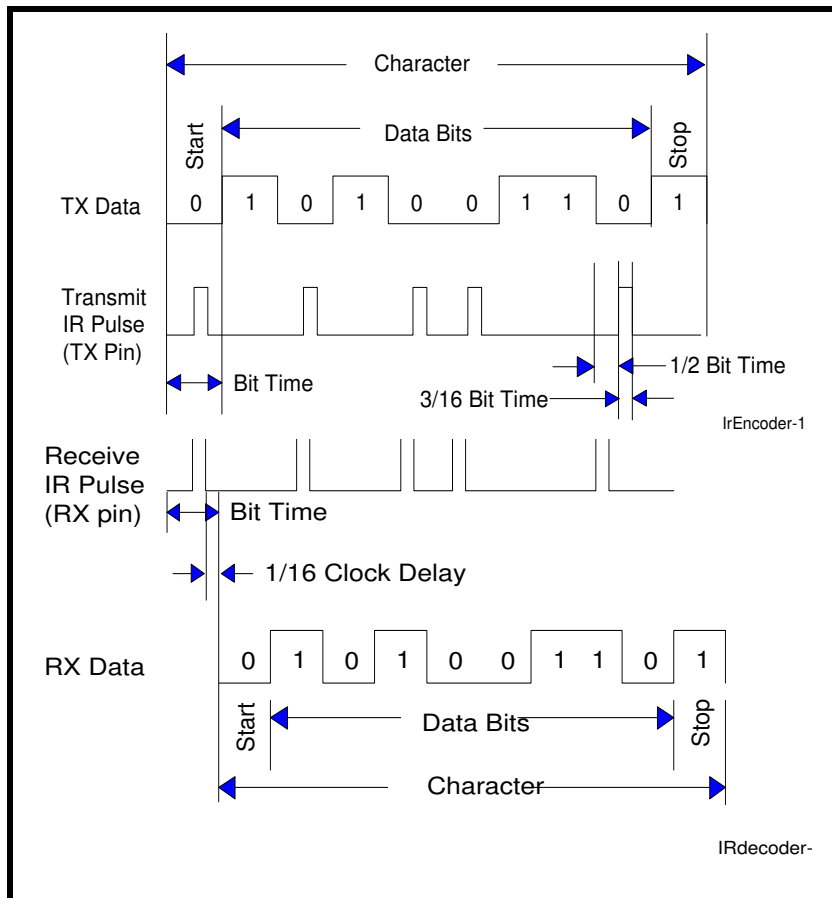 Character
Start
Data Bits
Stop
TX Data
0 1 0 1 0 0 1 1 0 1
Transmit
IR Pulse
(TX Pin)
Bit Time
1/2 Bit Time
3/16 Bit Time
IrEncoder-1
Receive
IR Pulse
(RX pin)
Bit Time
1/16 Clock Delay
RX Data
0 1 0 1 0 0 1 1 0 1
Start
Data Bits
Stop
Character
IRdecoder-